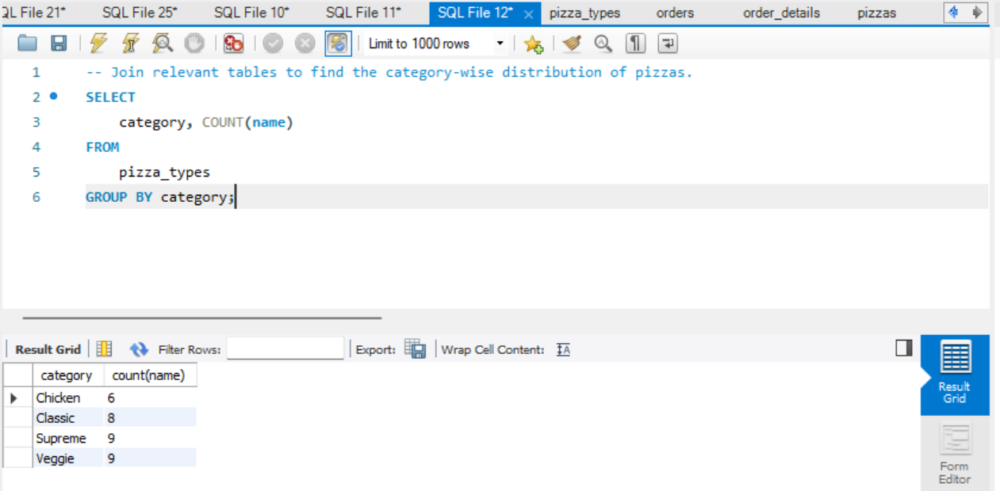 QL File 21* SQL File 25* SQL File 10* SQL File 11* SQL File 12* × pizza_types orders order_details pizzas
Limit to 1000 rows
1 -- Join relevant tables to find the category-wise distribution of pizzas.
2 SELECT
3 category, COUNT(name)
4 FROM
5 pizza_types
6 GROUP BY category;
Result Grid Filter Rows: Export: Wrap Cell Content: IA
category count(name)
Chicken 6
Classic 8
Supreme 9
Veggie 9
Result
Grid
Form
Editor